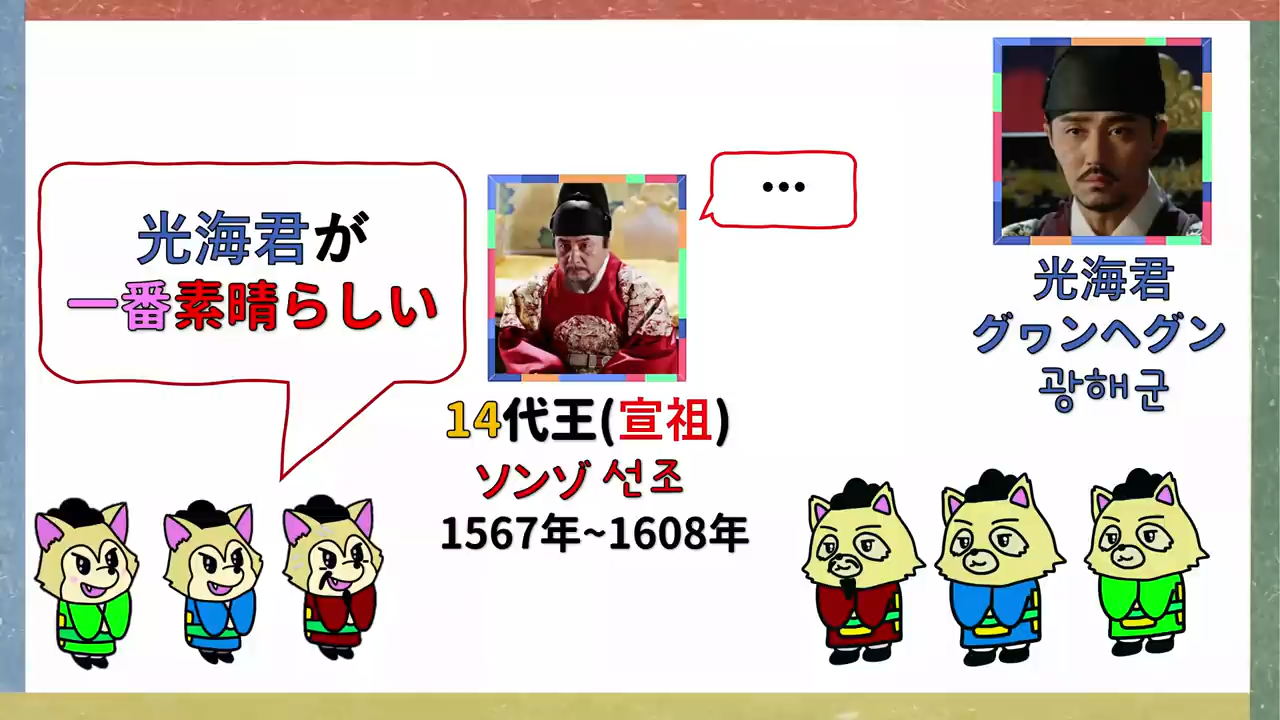 光海君が
一番素晴らしい
•••
14代王(宣祖)
ソンゾ 선조
1567年~1608年
光海君
グヮンヘグン
광해군